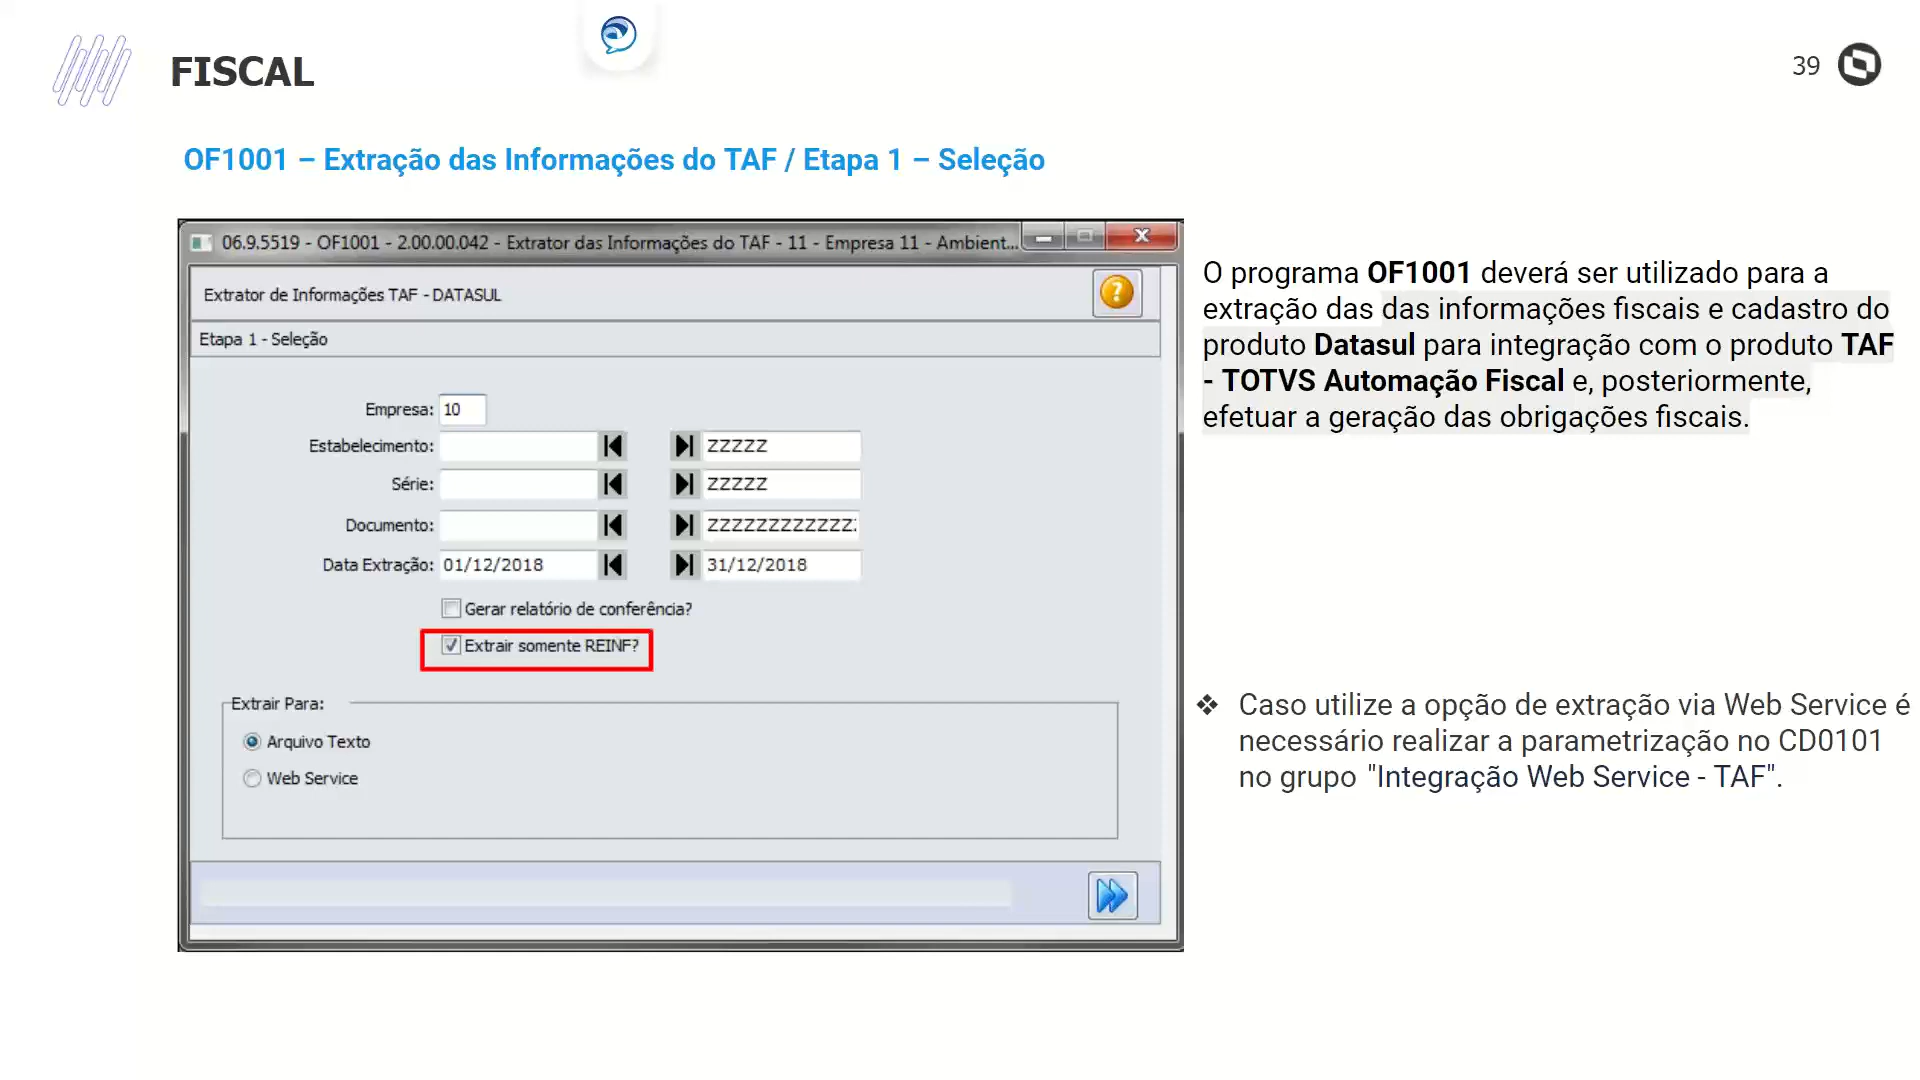 FISCAL
39
OF1001 – Extração das Informações do TAF / Etapa 1 – Seleção
06.9.5519 - OF1001 - 2.00.00.042 - Extrator das Informações do TAF - 11 - Empresa 11 - Ambient...
Extrator de Informações TAF - DATASUL
Etapa 1 - Seleção
Empresa: 10
Estabelecimento: ZZZZZ
Série: ZZZZZ
Documento: ZZZZZZZZZZZZ
Data Extração: 01/12/2018 31/12/2018
Gerar relatório de conferência?
Extrair somente REINF?
Extrair Para:
Arquivo Texto
Web Service
O programa OF1001 deverá ser utilizado para a
extração das das informações fiscais e cadastro do
produto Datasul para integração com o produto TAF
- TOTVS Automação Fiscal e, posteriormente,
efetuar a geração das obrigações fiscais.
❖ Caso utilize a opção de extração via Web Service é
necessário realizar a parametrização no CD0101
no grupo "Integração Web Service - TAF".